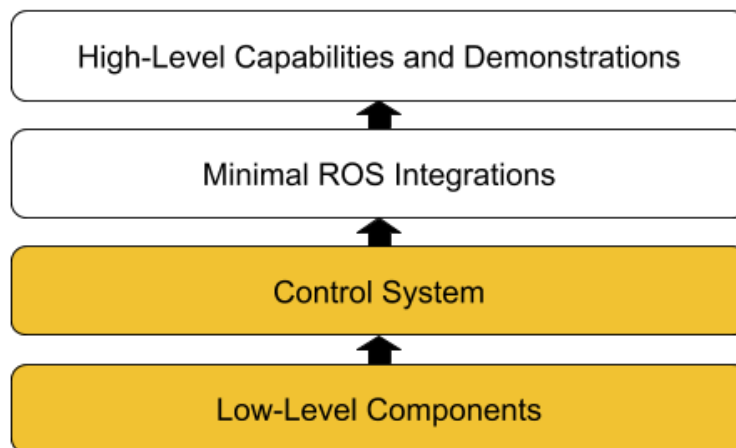 High-Level Capabilities and Demonstrations
Minimal ROS Integrations
Control System
Low-Level Components